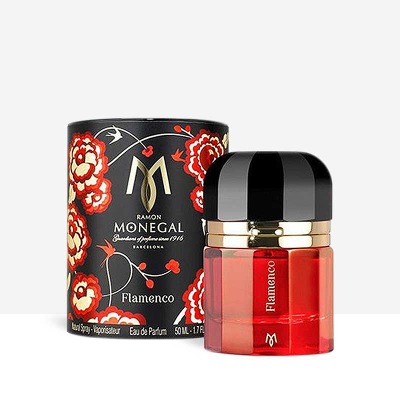 RAMON
MONEGAL
Guardians of perfume since 1916
BARCELONA
Flamenco
Natural Spray - Vaporisateur Eau de Parfum 50 ML - 1.7 
Flamenco
M